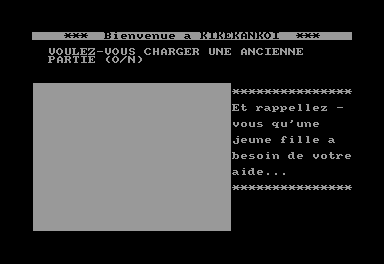 *** Bienvenue a KIKEKANKOI ***
VOULEZ-VOUS CHARGER UNE ANCIENNE
PARTIE (O/N)
***************
Et rappellez -
vous qu'une
jeune fille a
besoin de votre
aide...
***************